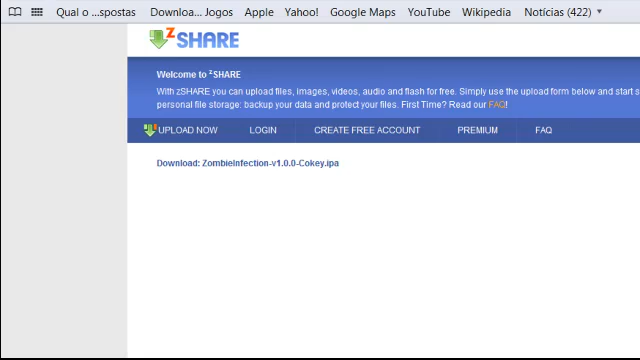 Qual o ...spostas Downloa... Jogos Apple Yahoo! Google Maps YouTube Wikipedia Notícias (422)
zSHARE
Welcome to zSHARE
With zSHARE you can upload files, images, videos, audio and flash for free. Simply use the upload form below and start s
personal file storage: backup your data and protect your files. First Time? Read our FAQ!
UPLOAD NOW LOGIN CREATE FREE ACCOUNT PREMIUM FAQ
Download: ZombieInfection-v1.0.0-Cokey.ipa